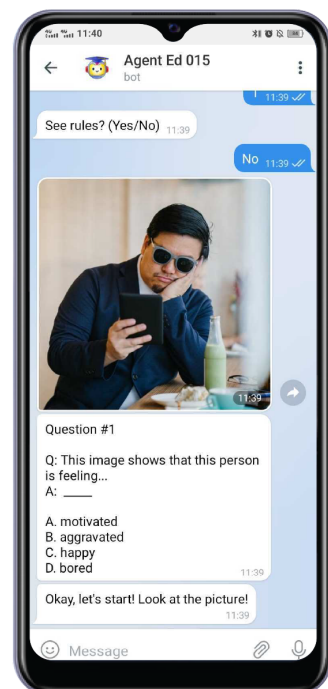 11:40
Agent Ed 015
bot
11:39
See rules? (Yes/No) 11:39
No 11:39
11:39
Question #1
Q: This image shows that this person
is feeling...
A: _____
A. motivated
B. aggravated
C. happy
D. bored
11:39
Okay, let's start! Look at the picture!
11:39
Message